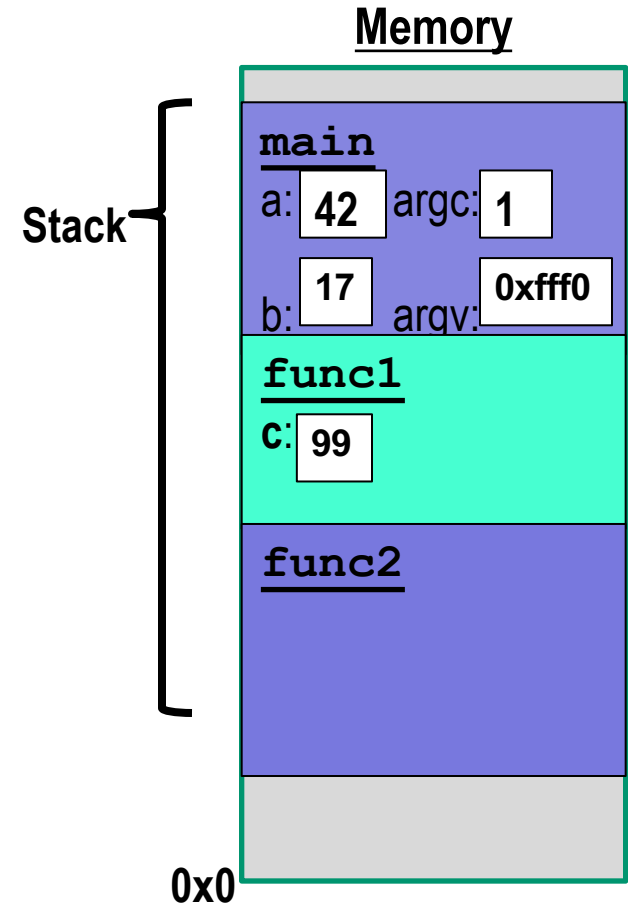 Memory
main
a: 42 argc: 1
Stack
b: 17 argv: 0xfff0
func1
c: 99
func2
0x0